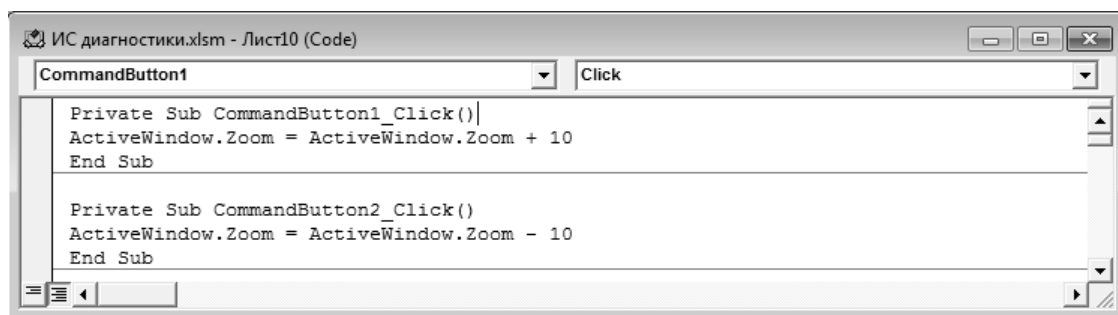 ИС диагностики.xlsm - Лист10 (Code)
CommandButton1 Click
Private Sub CommandButton1_Click()
ActiveWindow.Zoom = ActiveWindow.Zoom + 10
End Sub
Private Sub CommandButton2_Click()
ActiveWindow.Zoom = ActiveWindow.Zoom - 10
End Sub